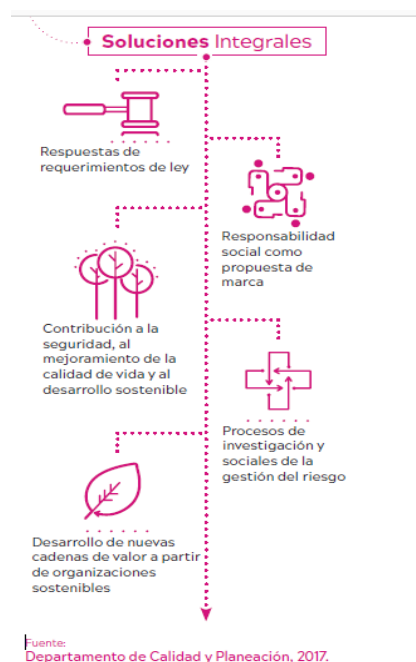 Soluciones Integrales
Respuestas de
requerimientos de ley
Responsabilidad
social como
propuesta de
marca
Contribución a la
seguridad, al
mejoramiento de la
calidad de vida y al
desarrollo sostenible
Procesos de
investigación y
sociales de la
gestión del riesgo
Desarrollo de nuevas
cadenas de valor a partir
de organizaciones
sostenibles
Fuente:
Departamento de Calidad y Planeación, 2017.